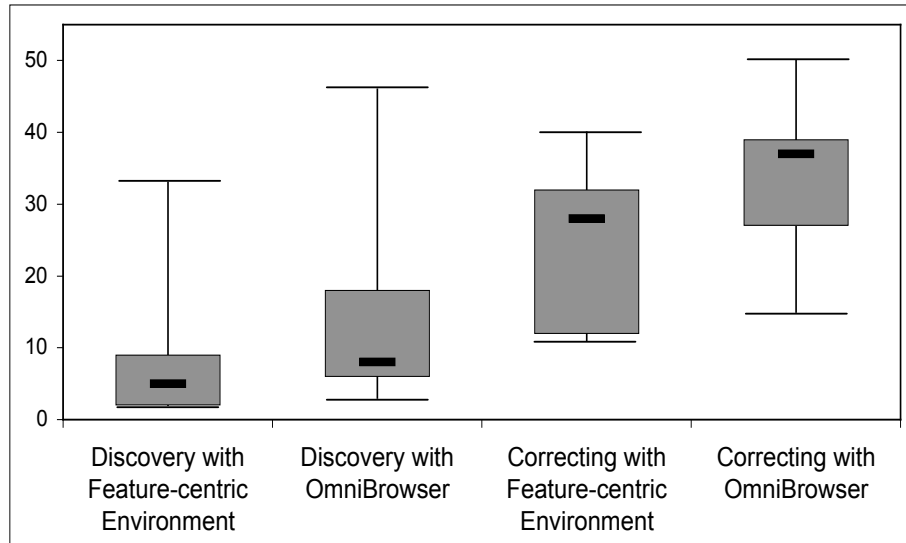 50
40
30
20
10
0
Discovery with
Feature-centric
Environment
Discovery with
OmniBrowser
Correcting with
Feature-centric
Environment
Correcting with
OmniBrowser